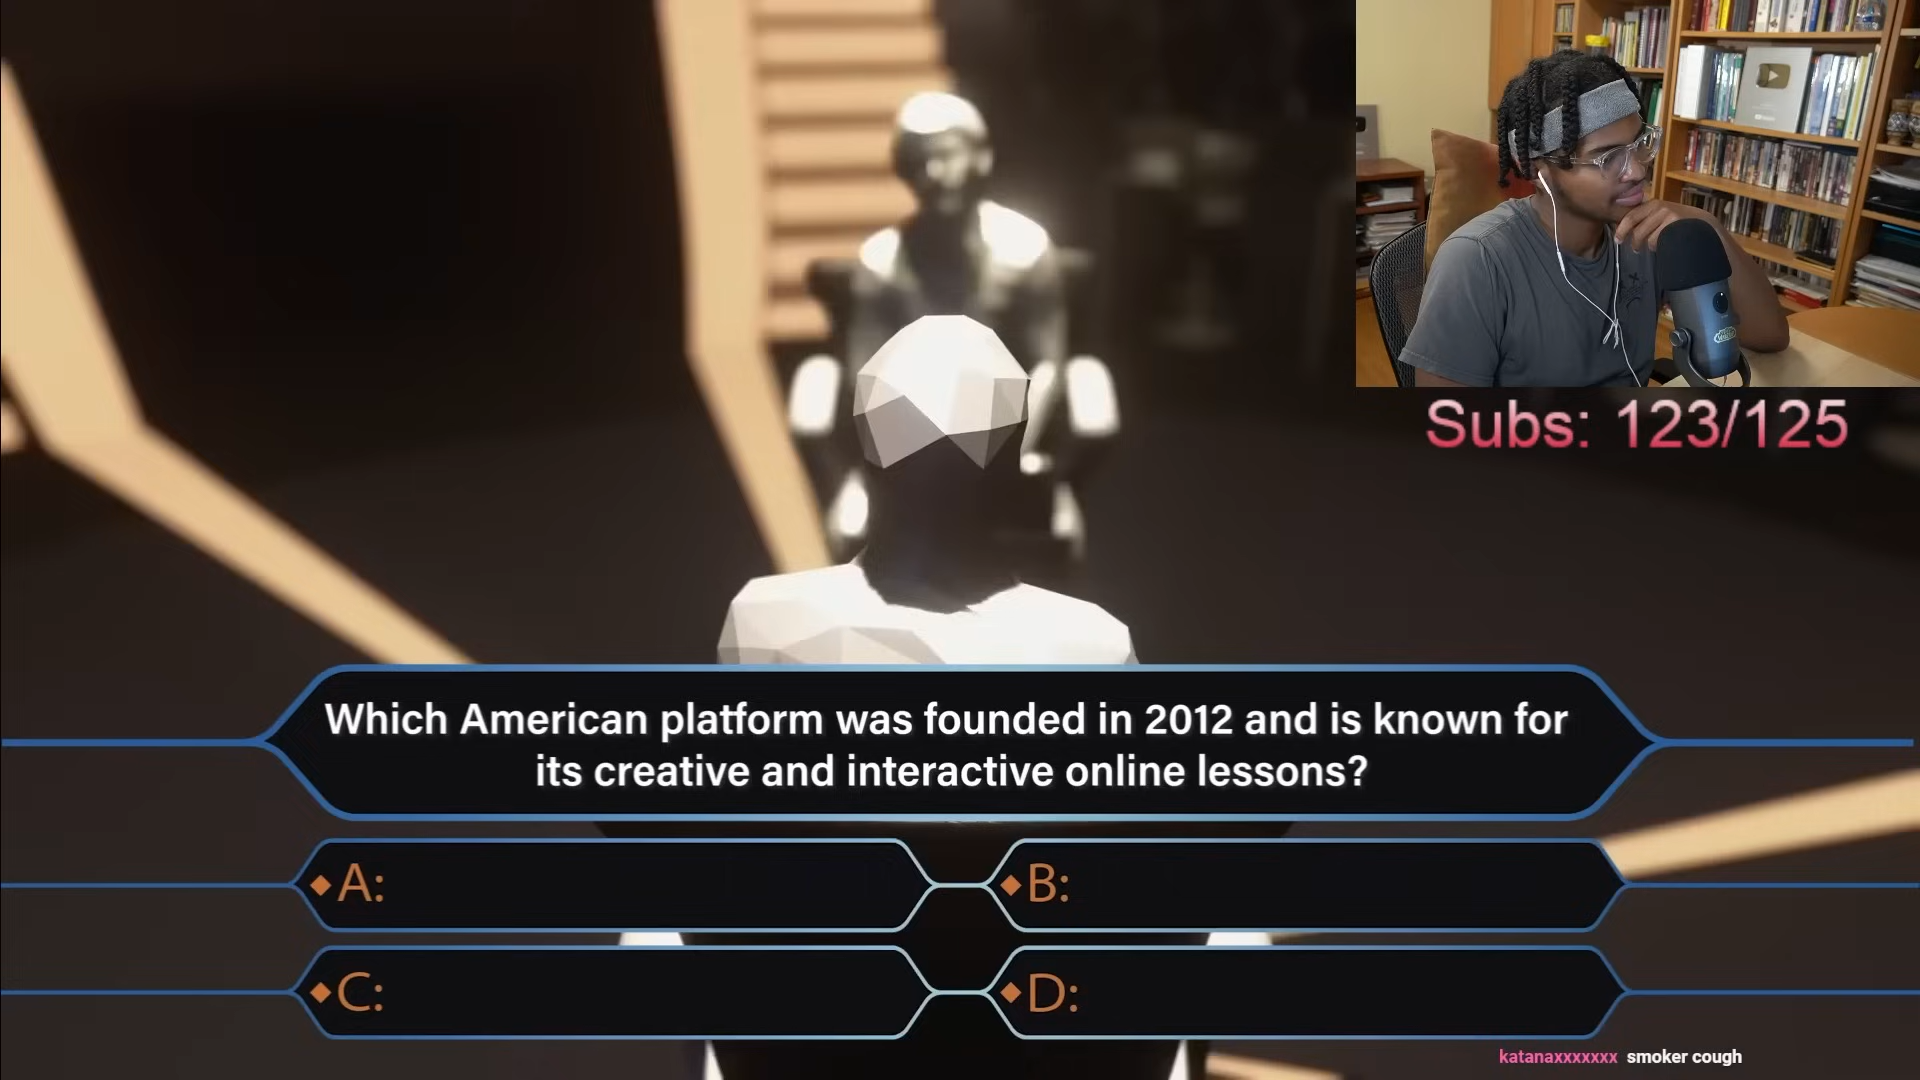 Subs: 123/125
Which American platform was founded in 2012 and is known for
its creative and interactive online lessons?
A:
B:
C:
D:
katanaxxxxxxx smoker cough